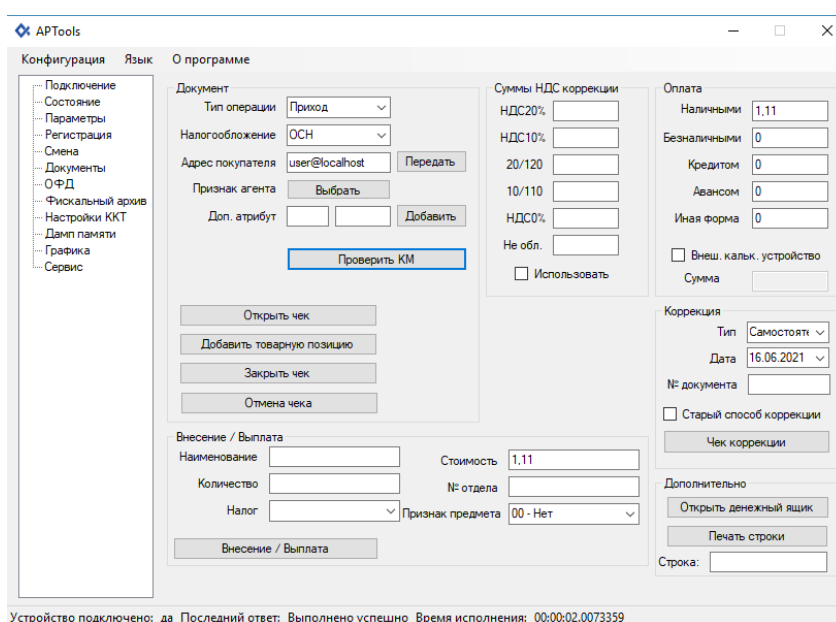 APTools
Конфигурация Язык О программе
Подключение
Состояние
Параметры
Регистрация
Смена
Документы
ОФД
Фискальный архив
Настройки ККТ
Дамп памяти
Графика
Сервис
Документ
Тип операции Приход
Налогообложение ОСН
Адрес покупателя user@localhost Передать
Признак агента Выбрать
Доп. атрибут Добавить
Проверить КМ
Открыть чек
Добавить товарную позицию
Закрыть чек
Отмена чека
Суммы НДС коррекции
НДС20%
НДС10%
20/120
10/110
НДС0%
Не обл.
Использовать
Оплата
Наличными 1,11
Безналичными 0
Кредитом 0
Авансом 0
Иная форма 0
Внеш. кальк. устройство
Сумма
Коррекция
Тип Самостояте
Дата 16.06.2021
№ документа
Старый способ коррекции
Чек коррекции
Внесение / Выплата
Наименование
Количество
Налог
Стоимость 1,11
№ отдела
Признак предмета 00 - Нет
Внесение / Выплата
Дополнительно
Открыть денежный ящик
Печать строки
Строка:
Устройство подключено: да Последний ответ: Выполнено успешно Время исполнения: 00:00:02.0073359